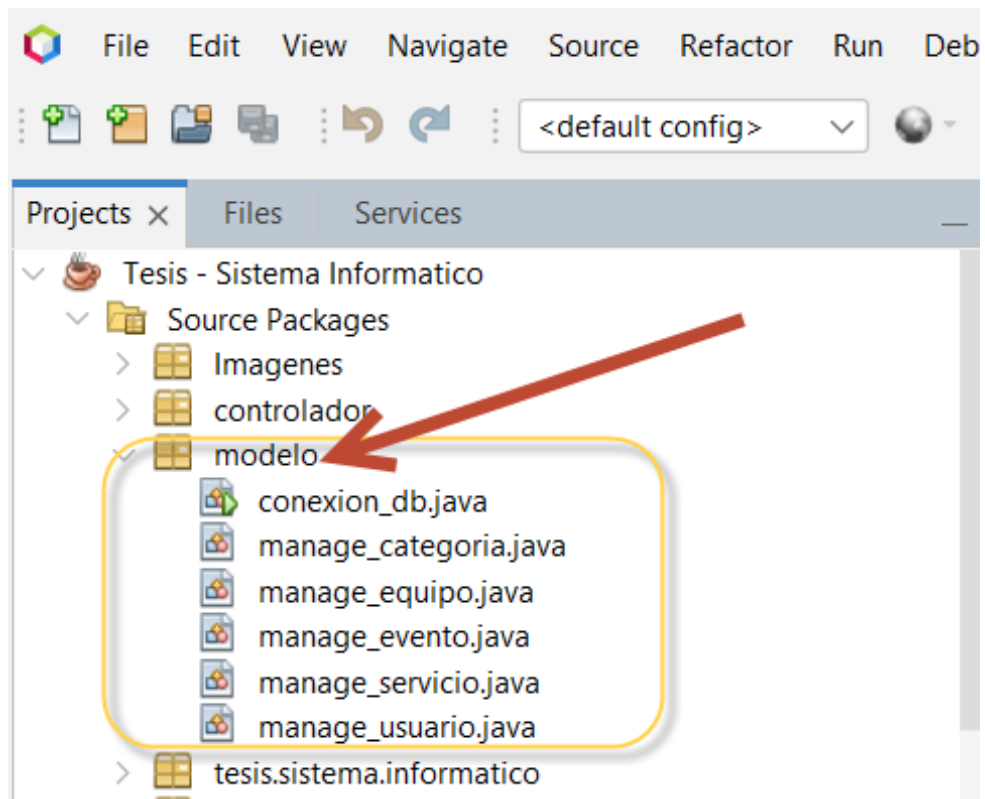 File Edit View Navigate Source Refactor Run Deb
<default config>
Projects Files Services
Tesis - Sistema Informatico
Source Packages
Imagenes
controlador
modelo
conexion_db.java
manage_categoria.java
manage_equipo.java
manage_evento.java
manage_servicio.java
manage_usuario.java
tesis.sistema.informatico